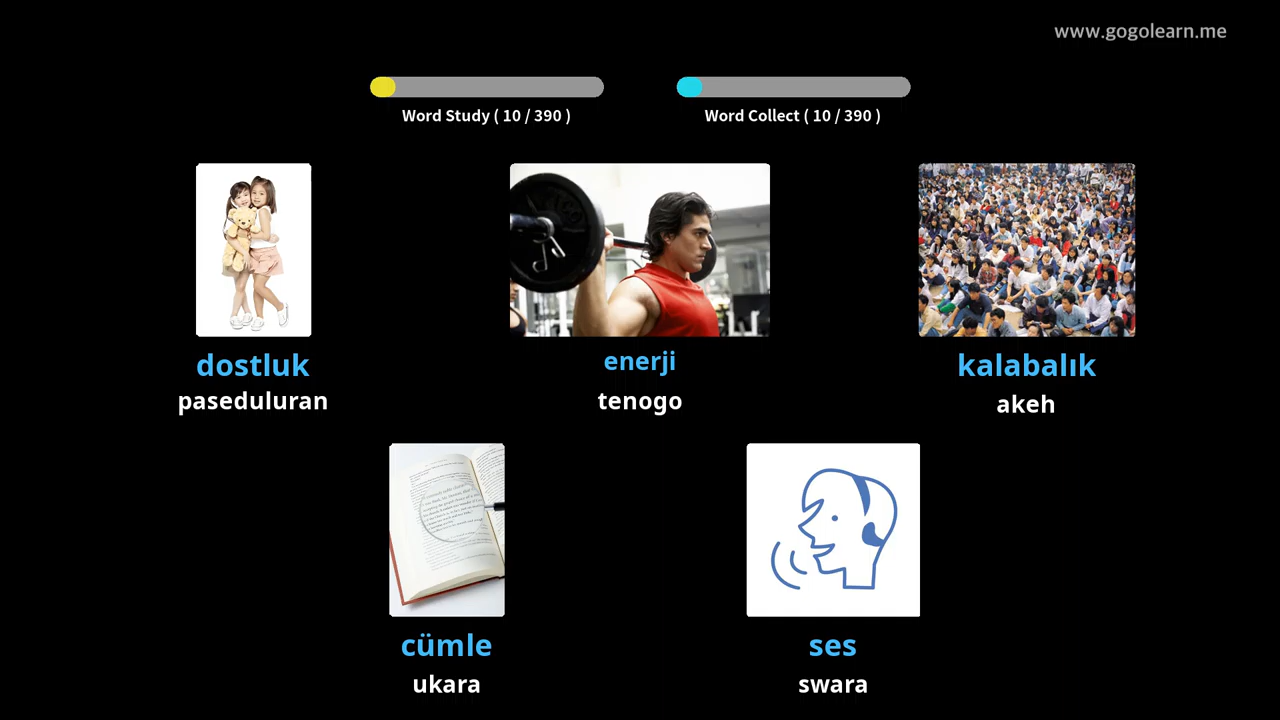 www.gogolearn.me
Word Study ( 10 / 390 )
Word Collect ( 10 / 390 )
dostluk
paseduluran
enerji
tenogo
kalabalık
akeh
cümle
ukara
ses
swara